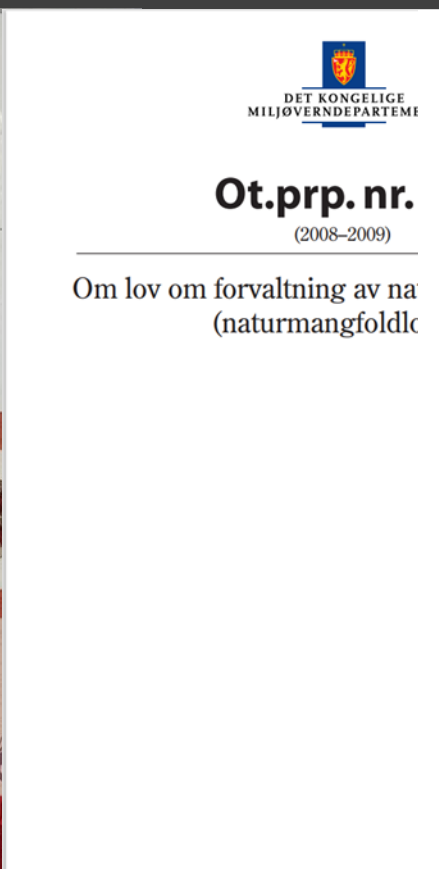 DET KONGELIGE
MILJØVERNDEPARTEME
Ot.prp. nr.
(2008–2009)
Om lov om forvaltning av na
(naturmangfoldlo